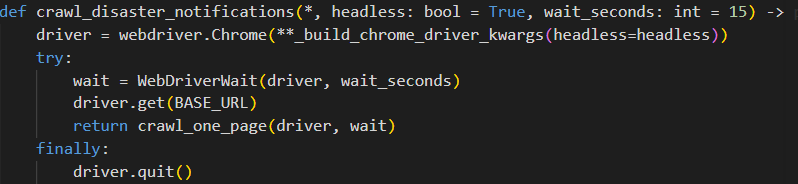 def crawl_disaster_notifications(*, headless: bool = True, wait_seconds: int = 15) ->
    driver = webdriver.Chrome(**_build_chrome_driver_kwargs(headless=headless))
    try:
        wait = WebDriverWait(driver, wait_seconds)
        driver.get(BASE_URL)
        return crawl_one_page(driver, wait)
    finally:
        driver.quit()